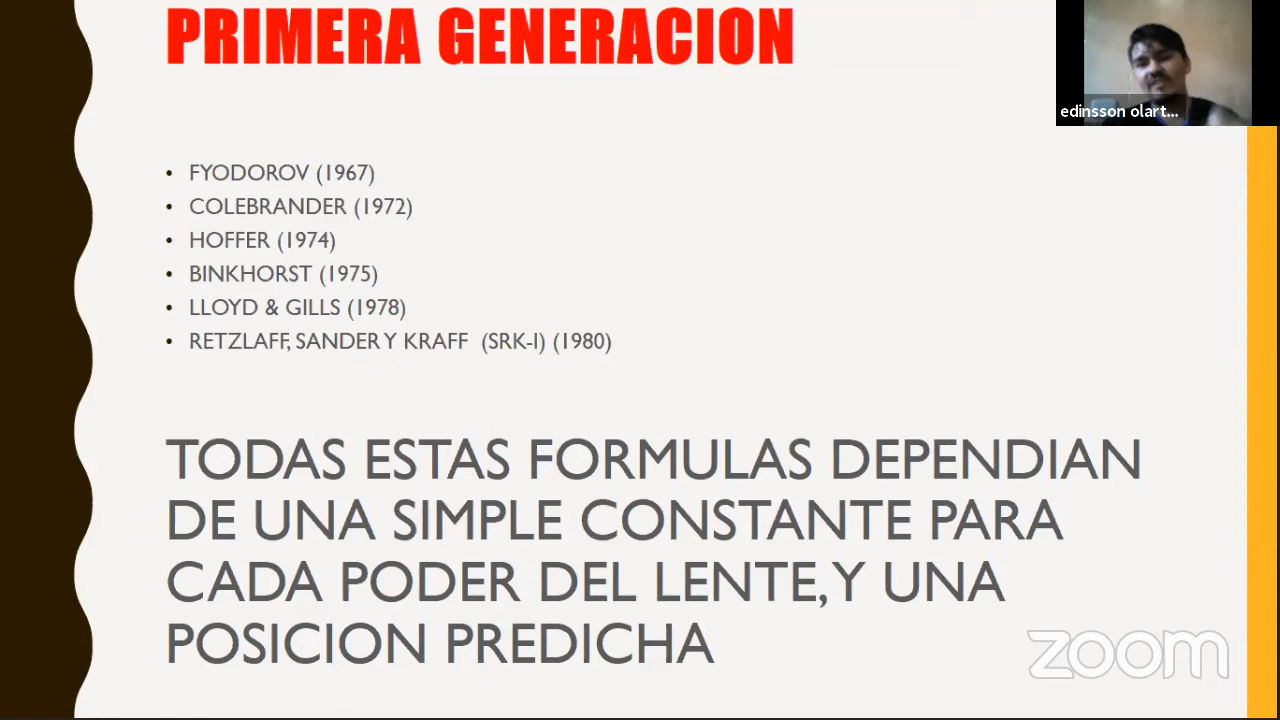 PRIMERA GENERACION
edinsson olart...
• FYODOROV (1967)
• COLEBRANDER (1972)
• HOFFER (1974)
• BINKHORST (1975)
• LLOYD & GILLS (1978)
• RETZLAFF, SANDER Y KRAFF (SRK-I) (1980)
TODAS ESTAS FORMULAS DEPENDIAN
DE UNA SIMPLE CONSTANTE PARA
CADA PODER DEL LENTE, Y UNA
POSICION PREDICHA
zoom